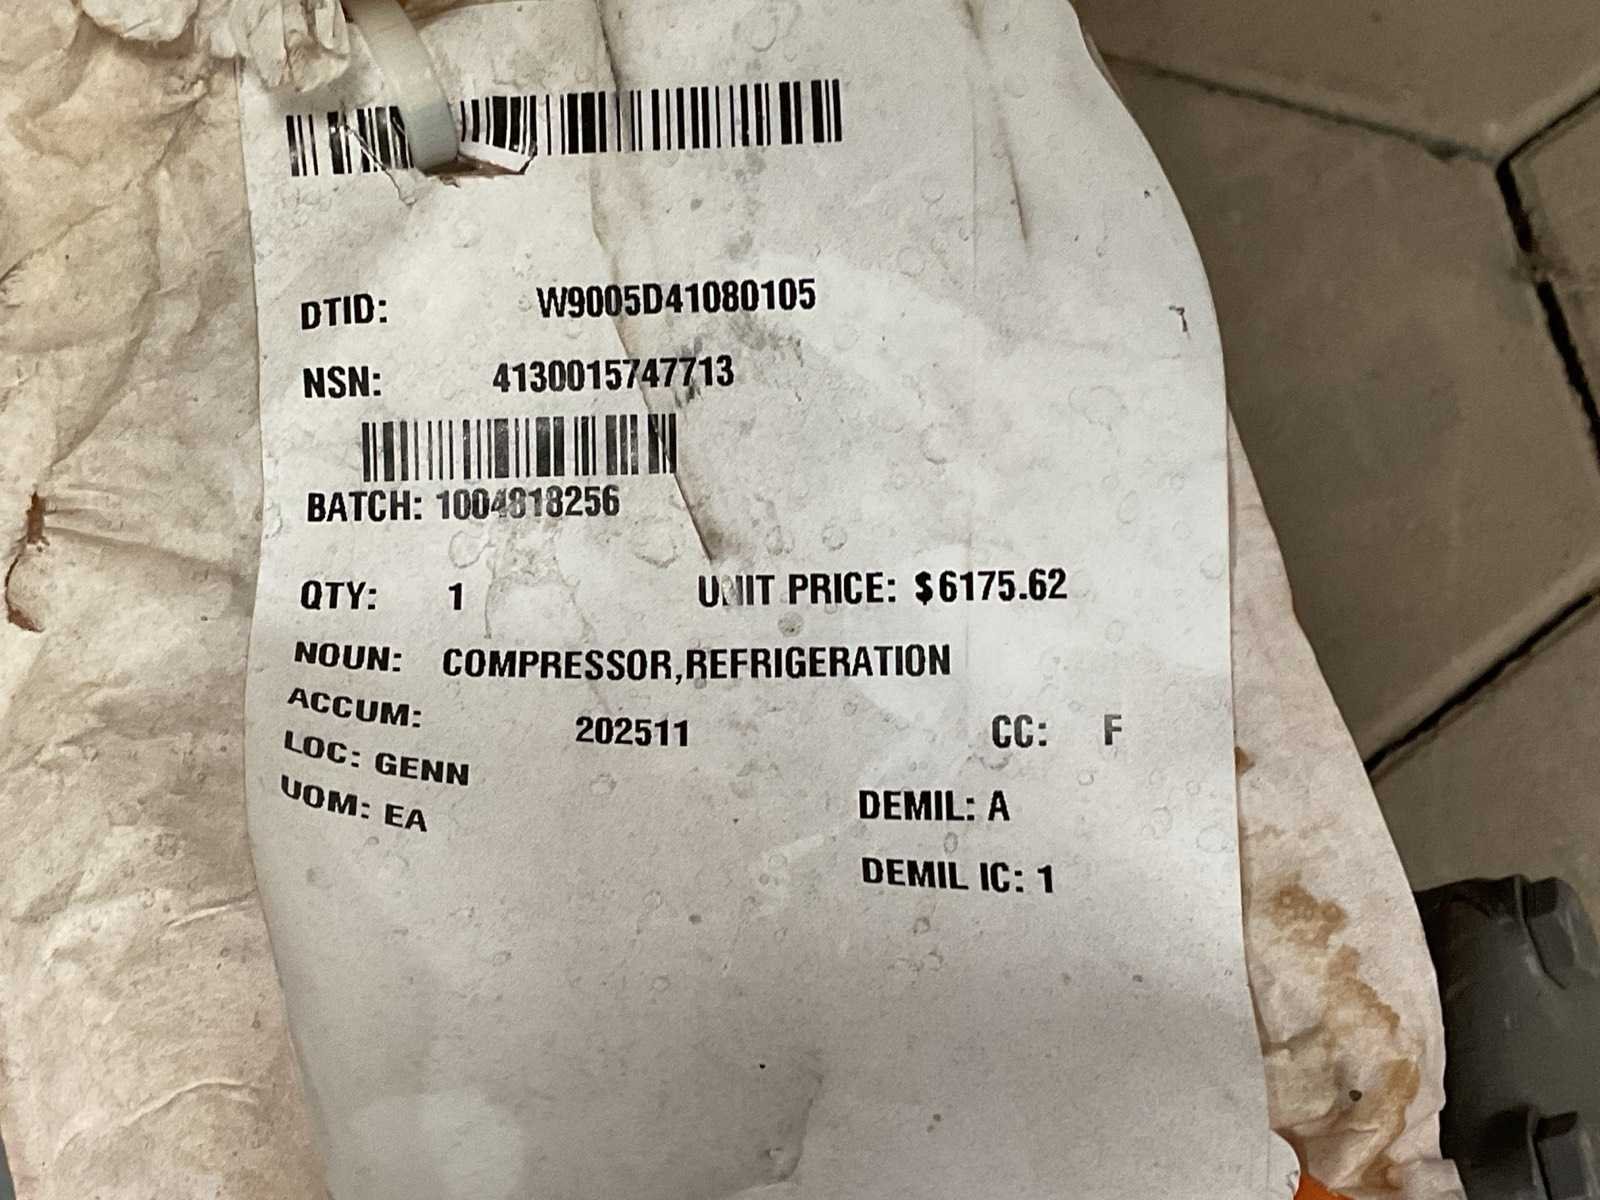 DTID: W9005D41080105
NSN: 4130015747713
BATCH: 1004818256
QTY: 1 UNIT PRICE: $6175.62
NOUN: COMPRESSOR,REFRIGERATION
ACCUM: 202511 CC: F
LOC: GENN
UOM: EA
DEMIL: A
DEMIL IC: 1